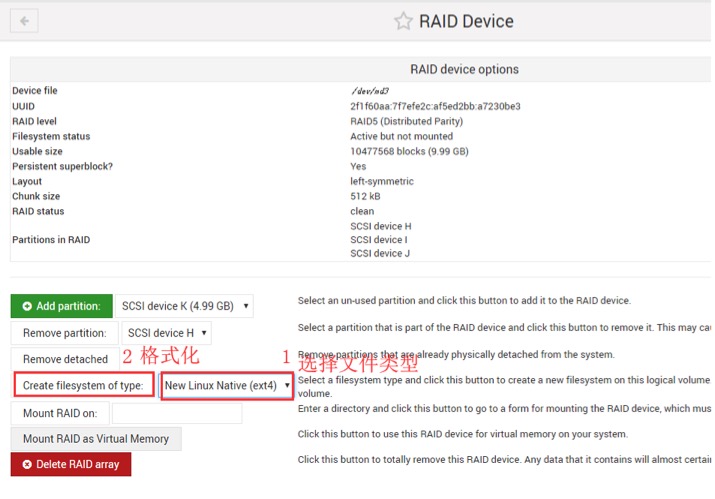 RAID Device
RAID device options
Device file /dev/md3
UUID 2f1f60aa:7f7efe2c:af5ed2bb:a7230be3
RAID level RAID5 (Distributed Parity)
Filesystem status Active but not mounted
Usable size 10477568 blocks (9.99 GB)
Persistent superblock? Yes
Layout left-symmetric
Chunk size 512 kB
RAID status clean
Partitions in RAID SCSI device H
SCSI device I
SCSI device J
Add partition: SCSI device K (4.99 GB) Select an un-used partition and click this button to add it to the RAID device.
Remove partition: SCSI device H Select a partition that is part of the RAID device and click this button to remove it. This may cau
Remove detached Remove partitions that are already physically detached from the system.
2 格式化 1 选择文件类型
Create filesystem of type: New Linux Native (ext4) Select a filesystem type and click this button to create a new filesystem on this logical volume
volume.
Mount RAID on: Enter a directory and click this button to go to a form for mounting the RAID device, which mus
Mount RAID as Virtual Memory Click this button to use this RAID device for virtual memory on your system.
Delete RAID array Click this button to totally remove this RAID device. Any data that it contains will almost certain